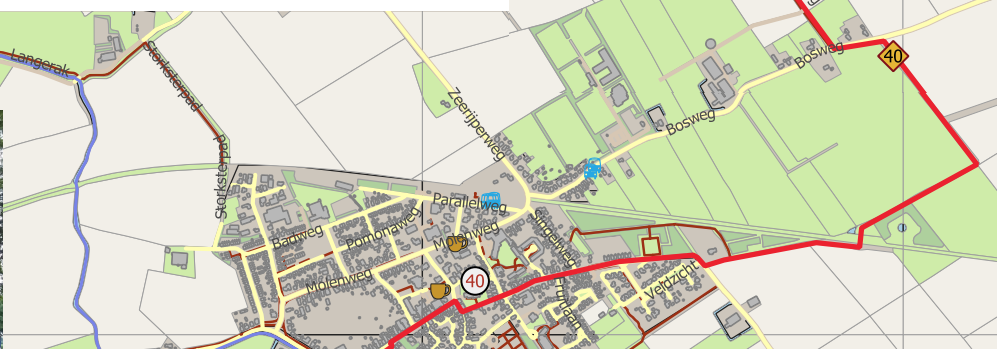 Langerak
Storksterpad
Storksterpad
Zeerijperweg
Bosweg
Bosweg
40
Parallelweg
Badweg
Pomonaweg
Molenweg
Molenweg
Singelweg
40
Veldzicht